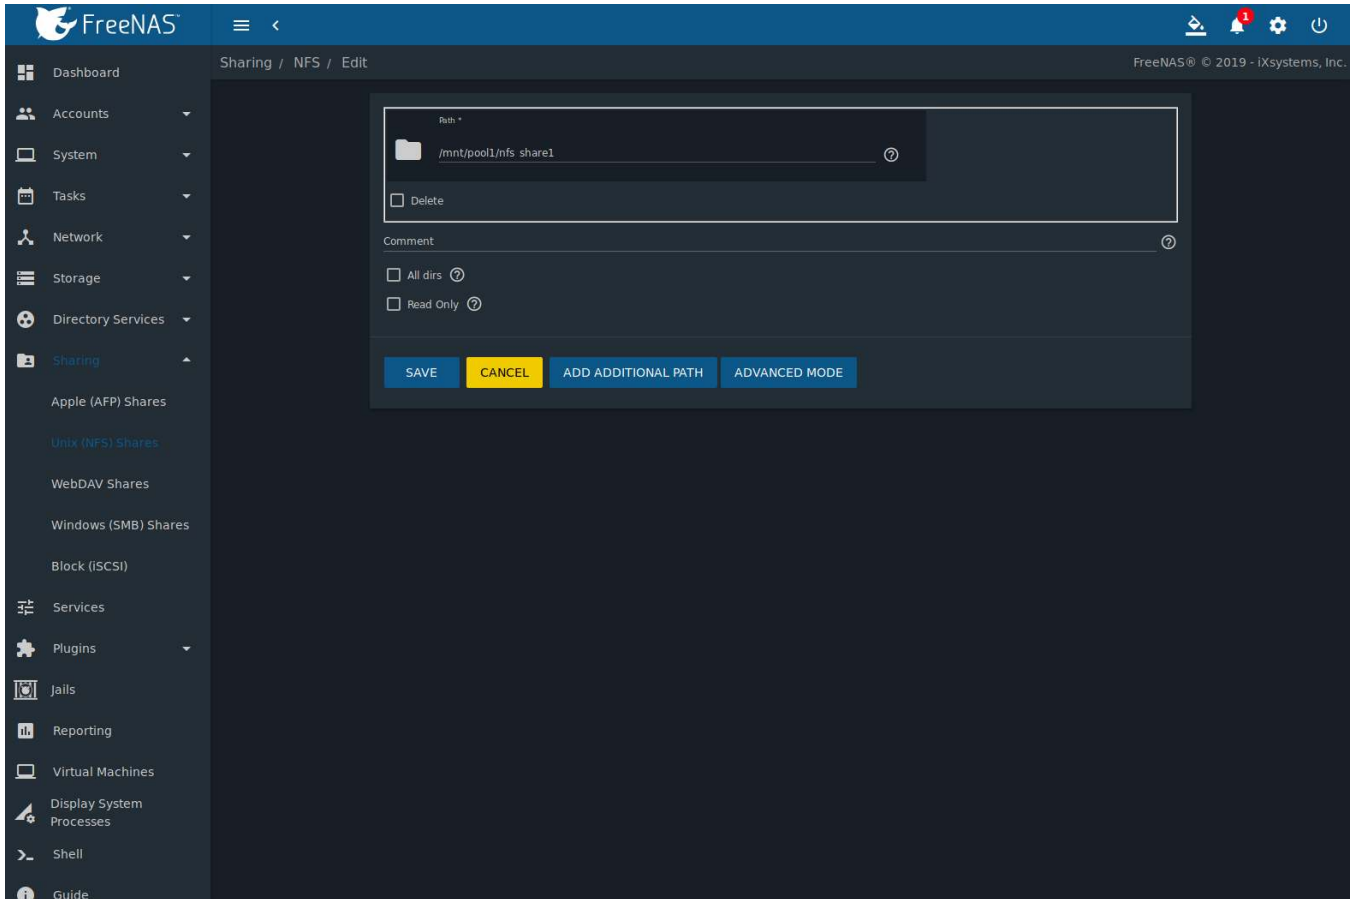 FreeNAS®
1
Sharing / NFS / Edit
FreeNAS® © 2019 - iXsystems, Inc.
Dashboard
Accounts
System
Tasks
Network
Storage
Directory Services
Sharing
Apple (AFP) Shares
Unix (NFS) Shares
WebDAV Shares
Windows (SMB) Shares
Block (iSCSI)
Services
Plugins
Jails
Reporting
Virtual Machines
Display System
Processes
Shell
Guide
Path *
/mnt/pool1/nfs_share1
Delete
Comment
All dirs
Read Only
SAVE CANCEL ADD ADDITIONAL PATH ADVANCED MODE